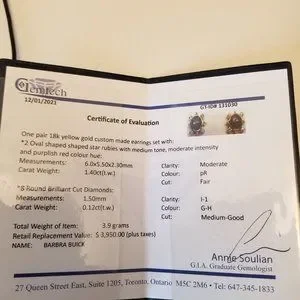 Gemtech
12/01/2021
GT-ID# 131030
Certificate of Evaluation
One pair 18k yellow gold custom made earrings set with:
*2 Oval shaped shaped star rubies with medium tone, moderate intensity
and purplish red colour hue:
Measurements: 6.0x5.50x2.30mm Clarity: Moderate
Carat Weight: 1.40ct(t.w.) Color: pR
Cut: Fair
*8 Round Brilliant Cut Diamonds:
Measurements: 1.50mm Clarity: I-1
Carat Weight: 0.12ct(t.w.) Color: G-H
Cut: Medium-Good
Total Weight of Item: 3.9 grams
Retail Replacement Value: $ 3,950.00 (plus taxes)
NAME: BARBRA BUICK
Annie Soulian
G.I.A. Graduate Gemologist
27 Queen Street East, Suite 1205, Toronto, Ontario M5C 2M6 • Tel: 647-345-1833